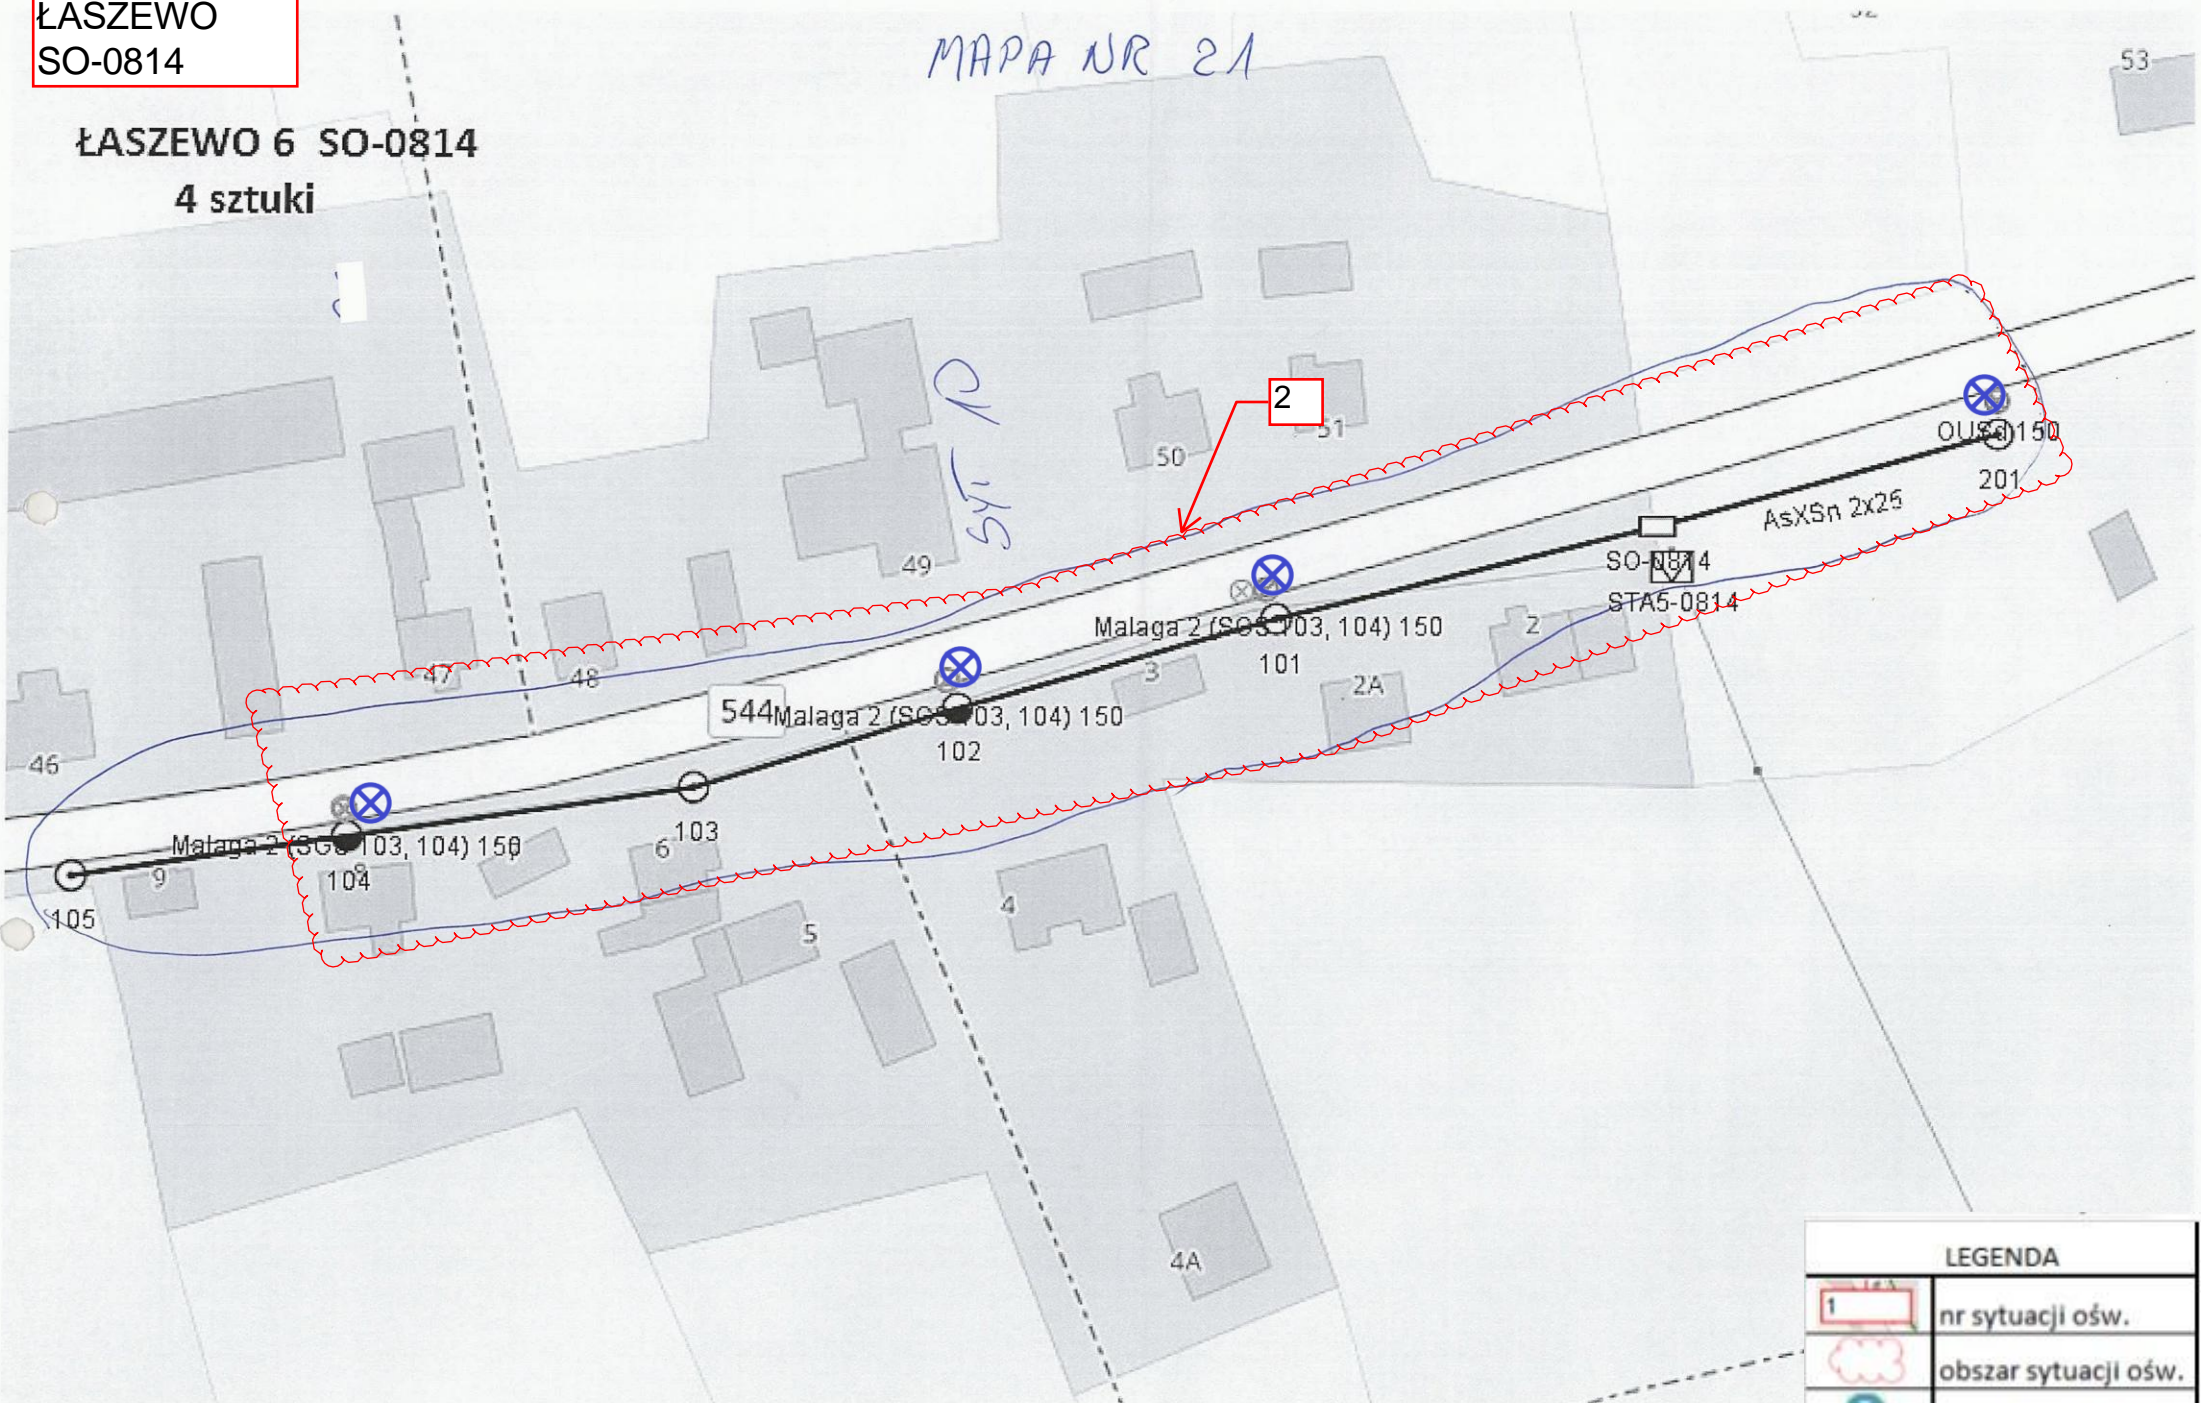 ŁASZEWO
SO-0814
MAPA NR 21
53
ŁASZEWO 6 SO-0814
4 sztuki
2
51
50
OUSd 150
201
AsXSn 2x25
49
SO-0814
STA5-0814
Malaga 2 (SGS 103, 104) 150
101
2
3
2A
47
48
544
Malaga 2 (SGS 103, 104) 150
102
46
103
6
Malaga 2 (SGS 103, 104) 150
104
9
105
5
4
4A
LEGENDA
1
nr sytuacji ośw.
obszar sytuacji ośw.